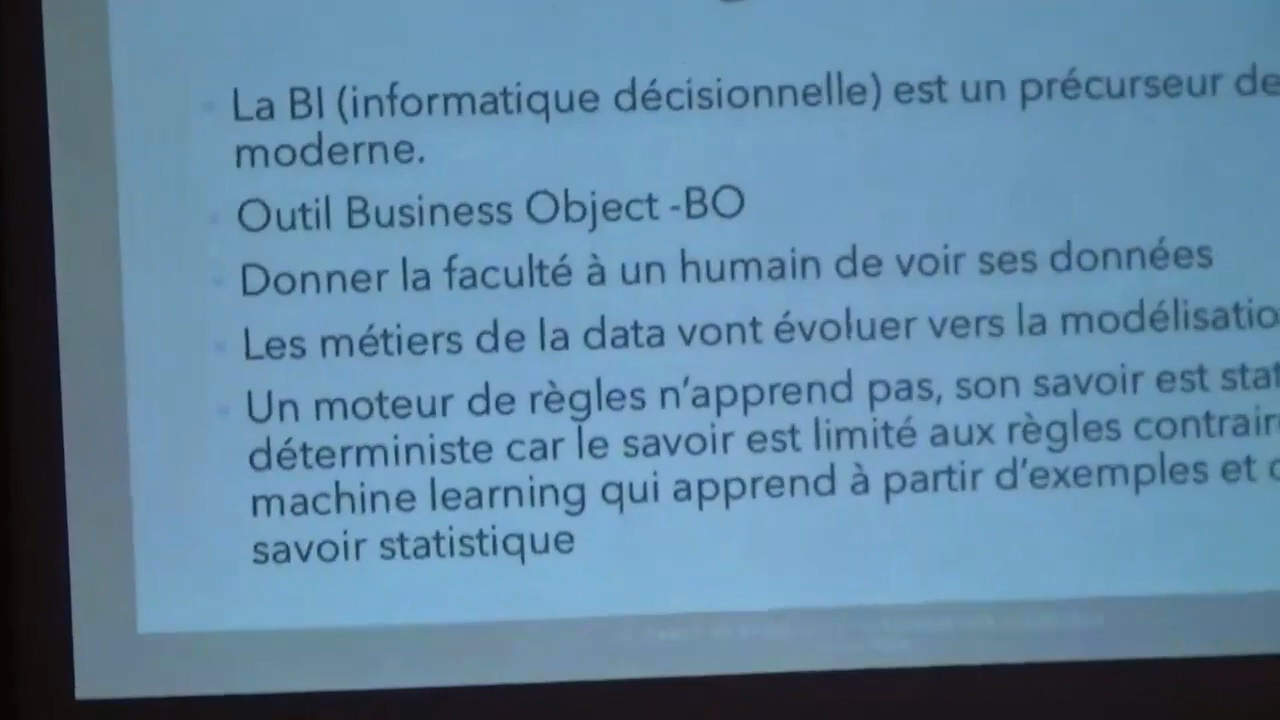 La BI (informatique décisionnelle) est un précurseur de
moderne.
Outil Business Object -BO
Donner la faculté à un humain de voir ses données
Les métiers de la data vont évoluer vers la modélisatio
Un moteur de règles n'apprend pas, son savoir est stat
déterministe car le savoir est limité aux règles contrair
machine learning qui apprend à partir d'exemples et
savoir statistique